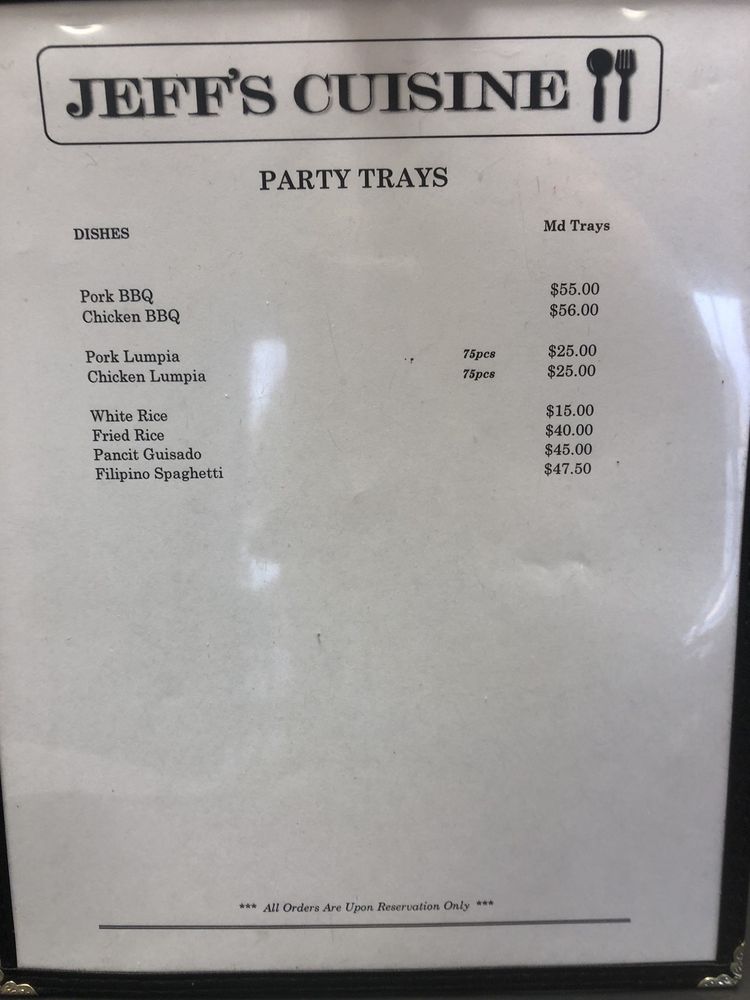 JEFF'S CUISINE
PARTY TRAYS
DISHES Md Trays
Pork BBQ $55.00
Chicken BBQ $56.00
Pork Lumpia 75pcs $25.00
Chicken Lumpia 75pcs $25.00
White Rice $15.00
Fried Rice $40.00
Pancit Guisado $45.00
Filipino Spaghetti $47.50
*** All Orders Are Upon Reservation Only ***